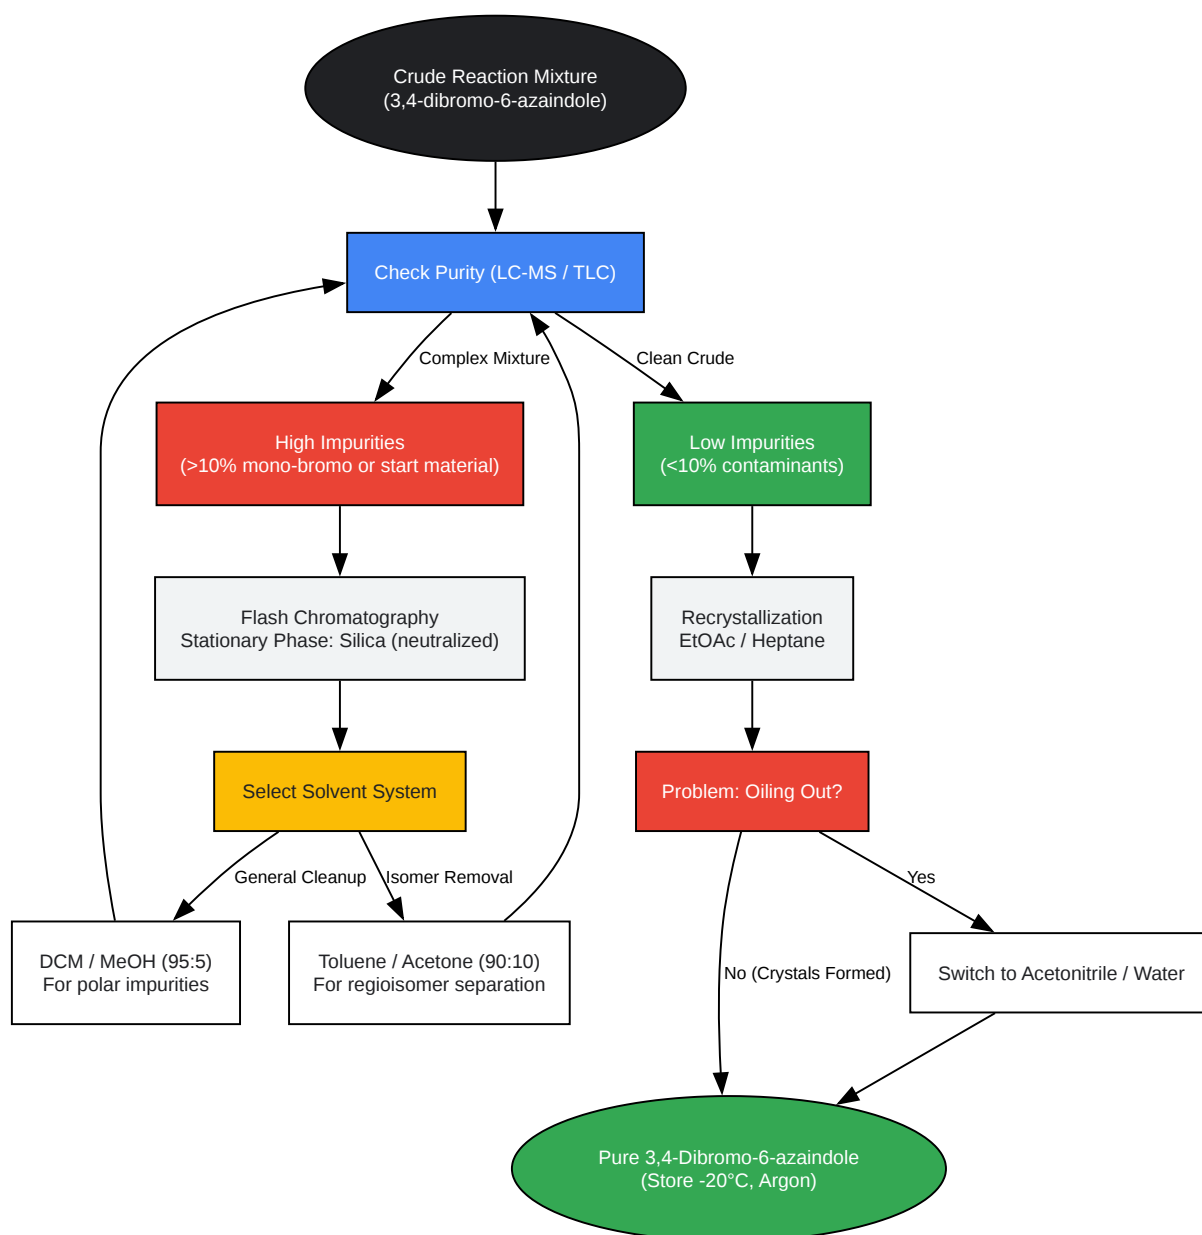 Crude Reaction Mixture
(3,4-dibromo-6-azaindole)
Check Purity (LC-MS / TLC)
Complex Mixture
Clean Crude
High Impurities
(>10% mono-bromo or start material)
Low Impurities
(<10% contaminants)
Flash Chromatography
Stationary Phase: Silica (neutralized)
Recrystallization
EtOAc / Heptane
Select Solvent System
Problem: Oiling Out?
General Cleanup
Isomer Removal
Yes
DCM / MeOH (95:5)
For polar impurities
Toluene / Acetone (90:10)
For regioisomer separation
No (Crystals Formed)
Switch to Acetonitrile / Water
Pure 3,4-Dibromo-6-azaindole
(Store -20°C, Argon)